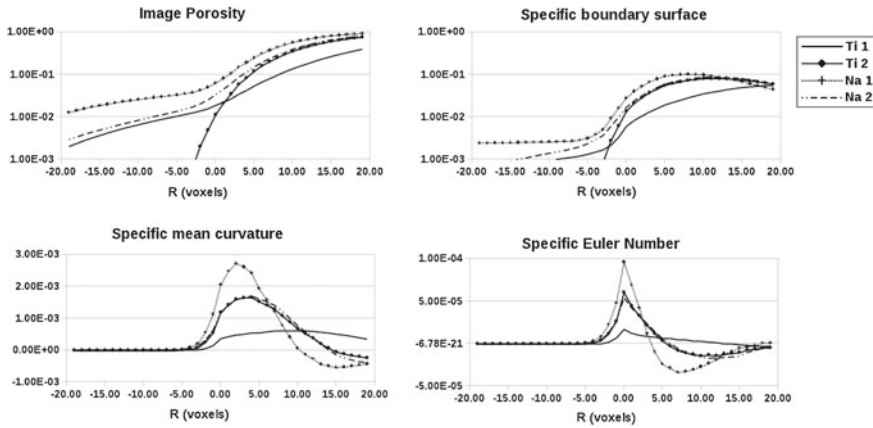 Image Porosity
1.00E+00
1.00E-01
1.00E-02
1.00E-03
-20.00 -15.00 -10.00 -5.00 0.00 5.00 10.00 15.00 20.00
R (voxels)
Specific boundary surface
1.00E+00
1.00E-01
1.00E-02
1.00E-03
-20.00 -15.00 -10.00 -5.00 0.00 5.00 10.00 15.00 20.00
R (voxels)
Ti 1
Ti 2
Na 1
Na 2
Specific mean curvature
3.00E-03
2.00E-03
1.00E-03
0.00E+00
-1.00E-03
-20.00 -15.00 -10.00 -5.00 0.00 5.00 10.00 15.00 20.00
R (voxels)
Specific Euler Number
1.00E-04
5.00E-05
-6.78E-21
-5.00E-05
-20.00 -15.00 -10.00 -5.00 0.00 5.00 10.00 15.00 20.00
R (voxels)